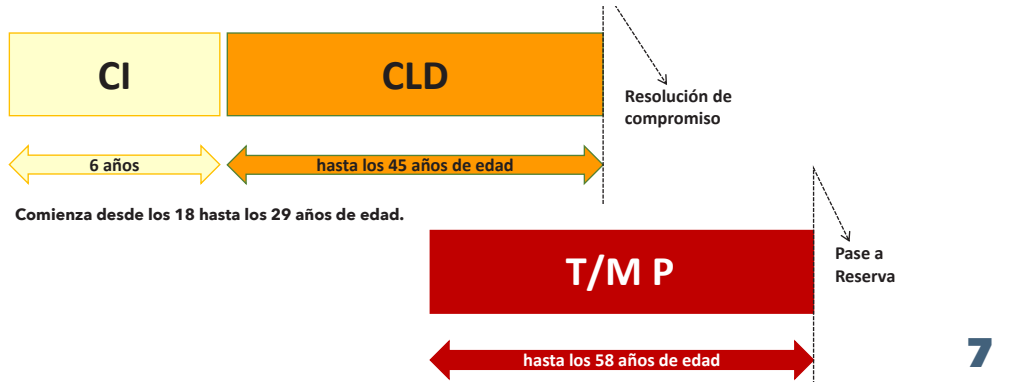 CI
CLD
Resolución de
compromiso
6 años
hasta los 45 años de edad
Comienza desde los 18 hasta los 29 años de edad.
T/M P
Pase a
Reserva
hasta los 58 años de edad
7